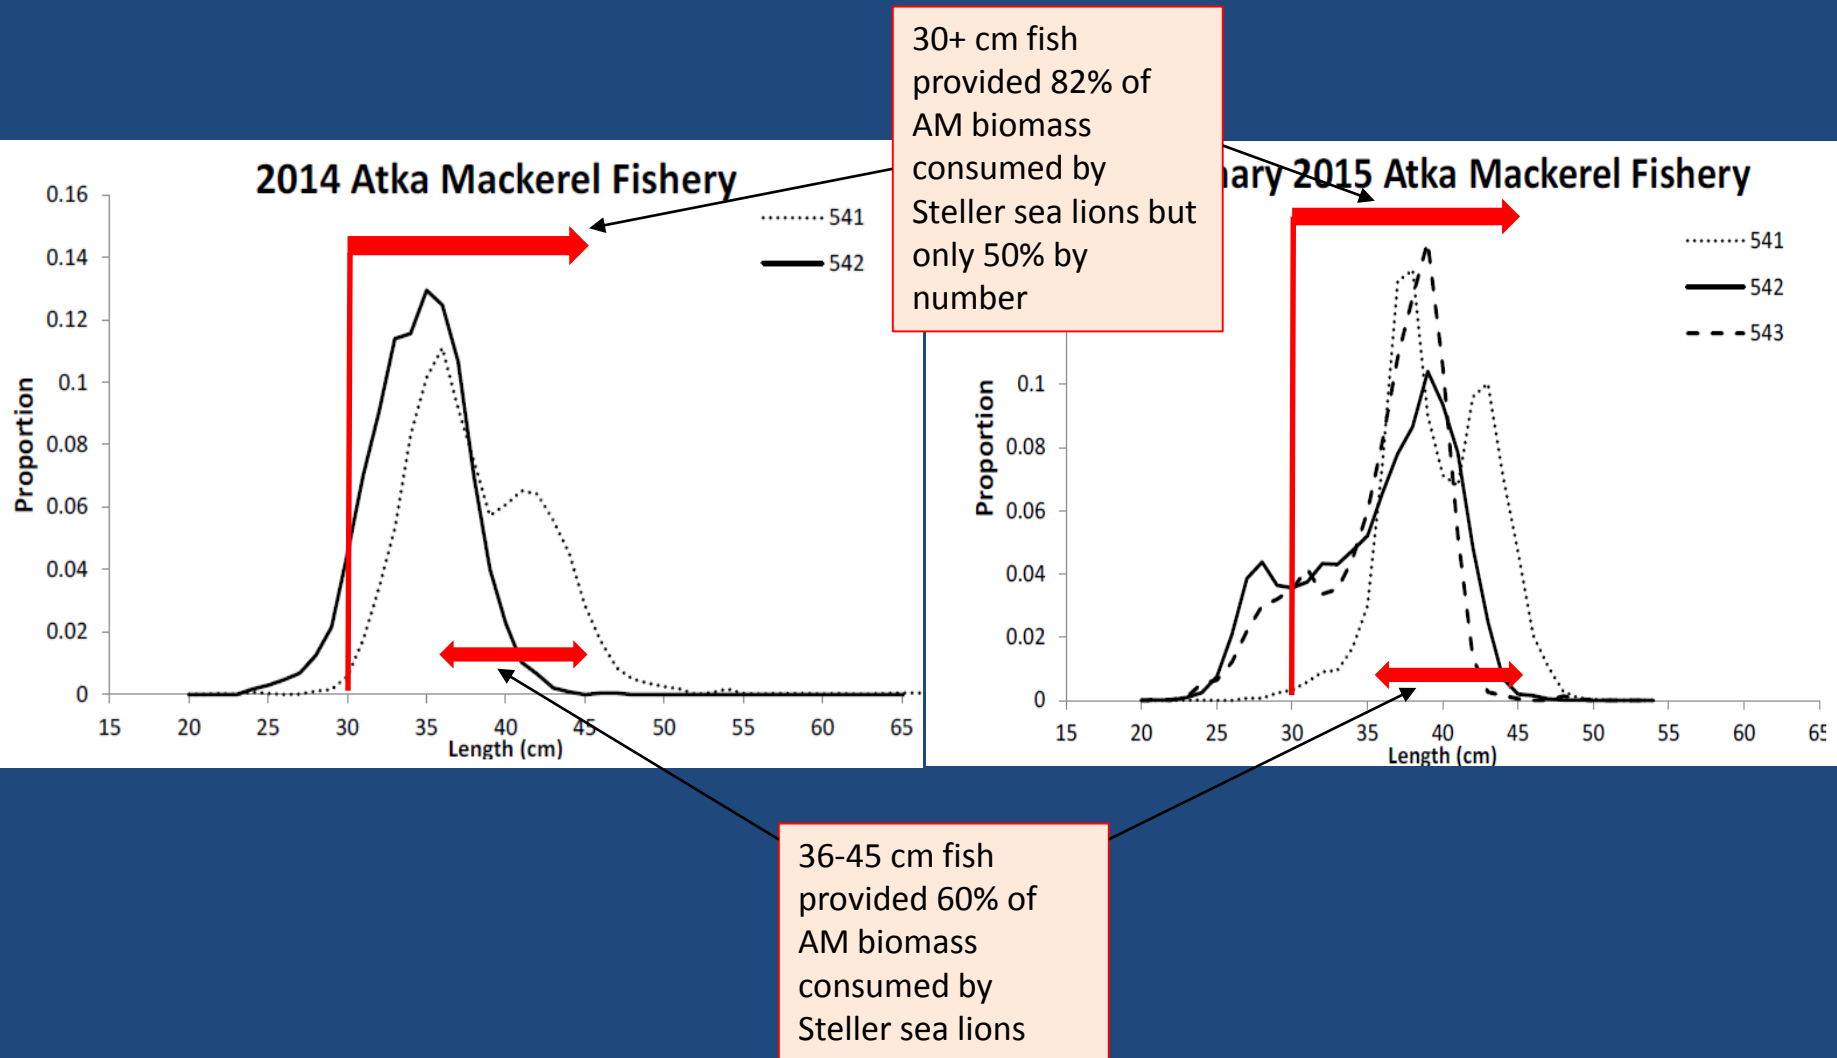 30+ cm fish
provided 82% of
AM biomass
consumed by
Steller sea lions but
only 50% by
number
2014 Atka Mackerel Fishery
541
542
0.16
0.14
0.12
0.1
0.08
0.06
0.04
0.02
0
Proportion
15 20 25 30 35 40 45 50 55 60 65
Length (cm)
nary 2015 Atka Mackerel Fishery
541
542
543
0.1
0.08
0.06
0.04
0.02
0
Proportion
15 20 25 30 35 40 45 50 55 60 65
Length (cm)
36-45 cm fish
provided 60% of
AM biomass
consumed by
Steller sea lions